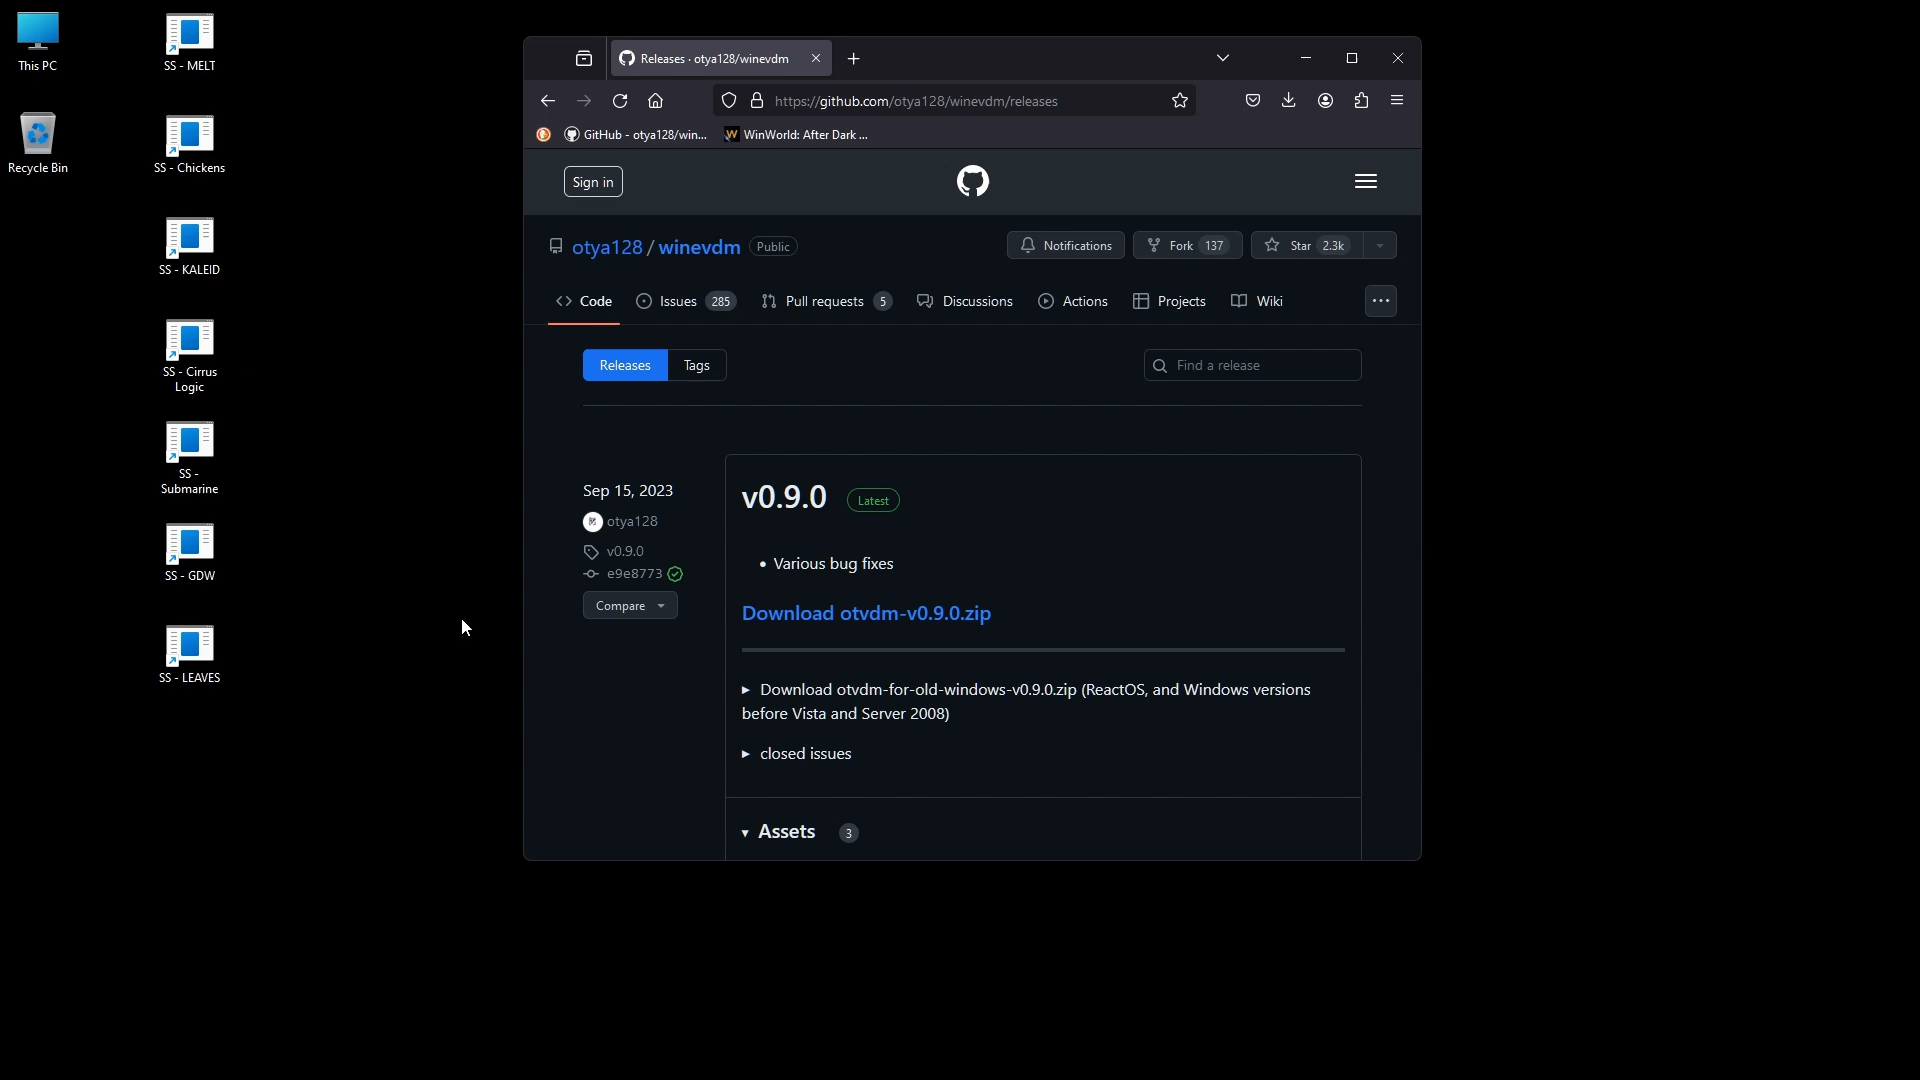 This PC
Recycle Bin
SS - MELT
SS - Chickens
SS - KALEID
SS - Cirrus
Logic
SS -
Submarine
SS - GDW
SS - LEAVES
Releases · otya128/winevdm
https://github.com/otya128/winevdm/releases
GitHub - otya128/win...
WinWorld: After Dark ...
Sign in
otya128 / winevdm Public
Notifications
Fork 137
Star 2.3k
Code
Issues 285
Pull requests 5
Discussions
Actions
Projects
Wiki
Releases
Tags
Find a release
Sep 15, 2023
otya128
v0.9.0
e9e8773
Compare
v0.9.0 Latest
• Various bug fixes
Download otvdm-v0.9.0.zip
Download otvdm-for-old-windows-v0.9.0.zip (ReactOS, and Windows versions
before Vista and Server 2008)
closed issues
Assets 3